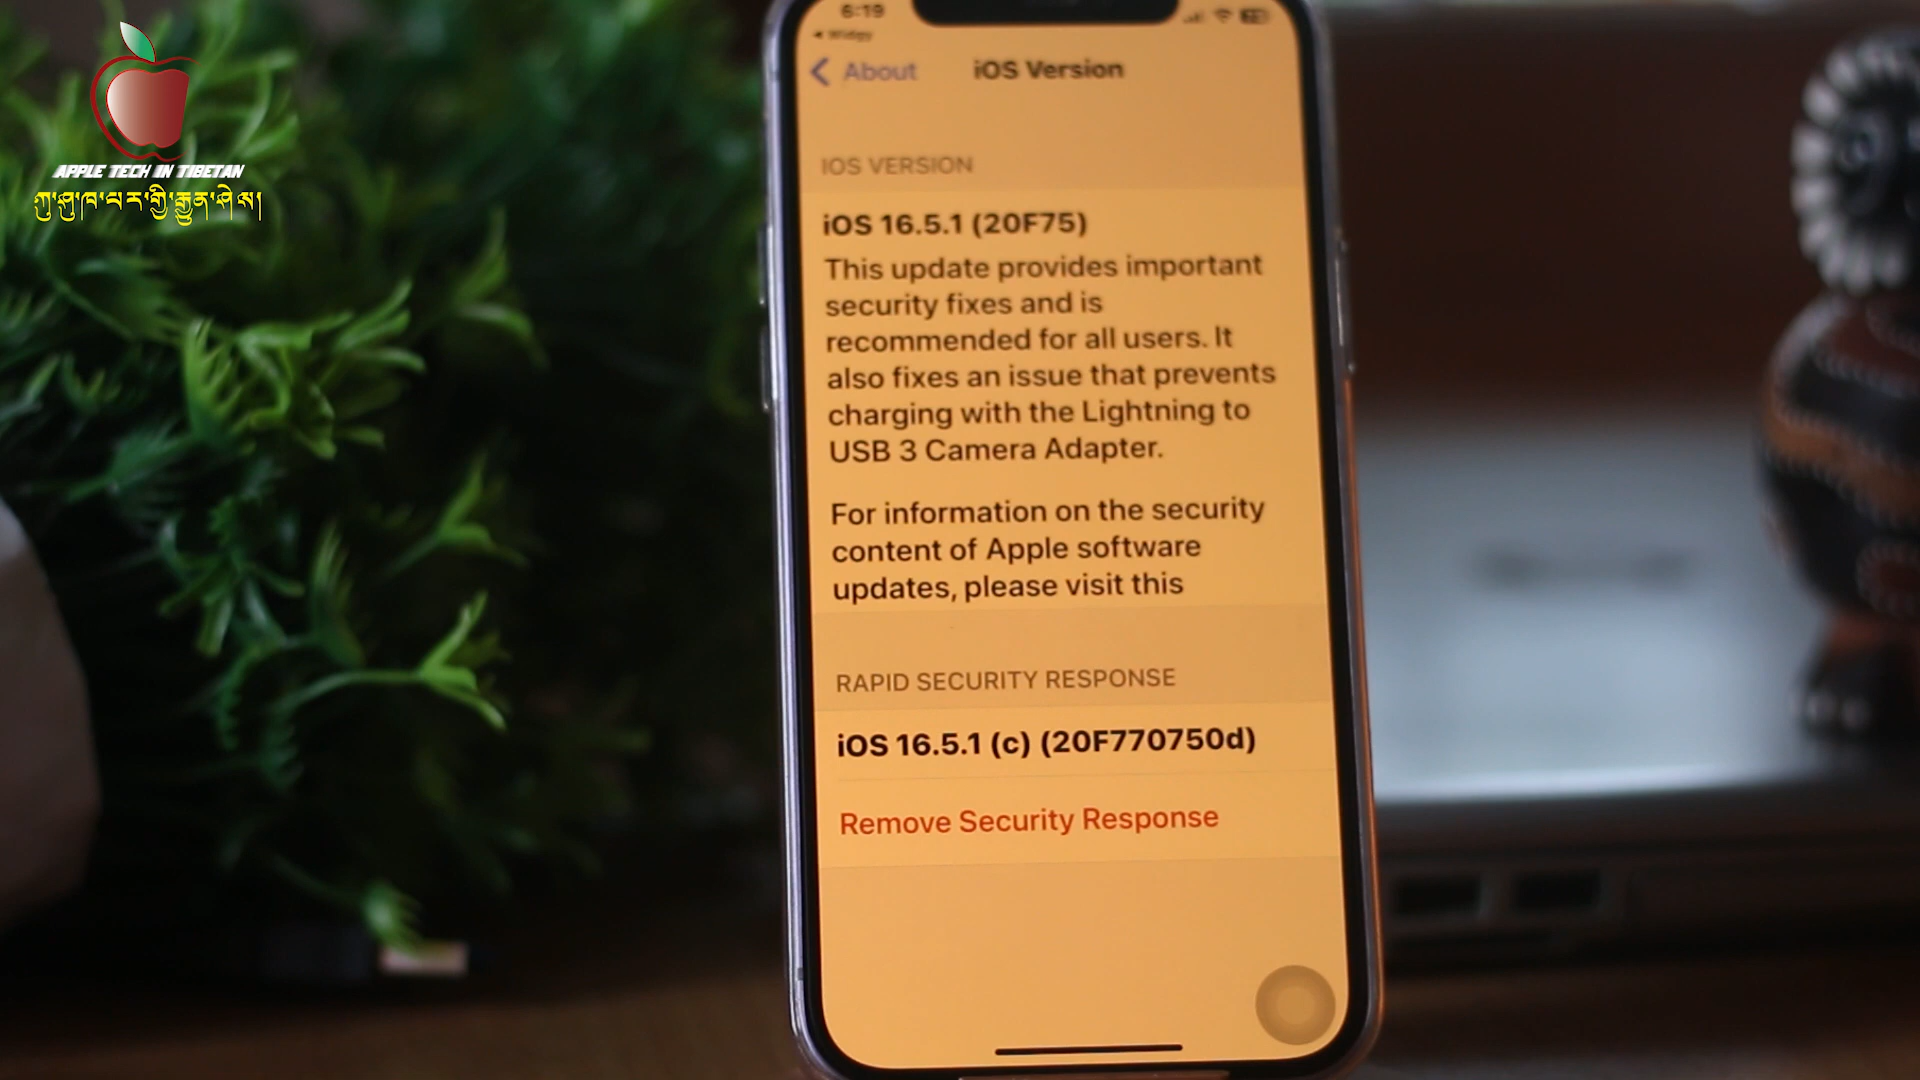 APPLE TECH IN TIBETAN
ཀུ་ཤུ་ཁ་པར་གྱི་རྒྱུན་ཤེས།
6:19
Widgy
About
iOS Version
IOS VERSION
iOS 16.5.1 (20F75)
This update provides important
security fixes and is
recommended for all users. It
also fixes an issue that prevents
charging with the Lightning to
USB 3 Camera Adapter.
For information on the security
content of Apple software
updates, please visit this
RAPID SECURITY RESPONSE
iOS 16.5.1 (c) (20F770750d)
Remove Security Response